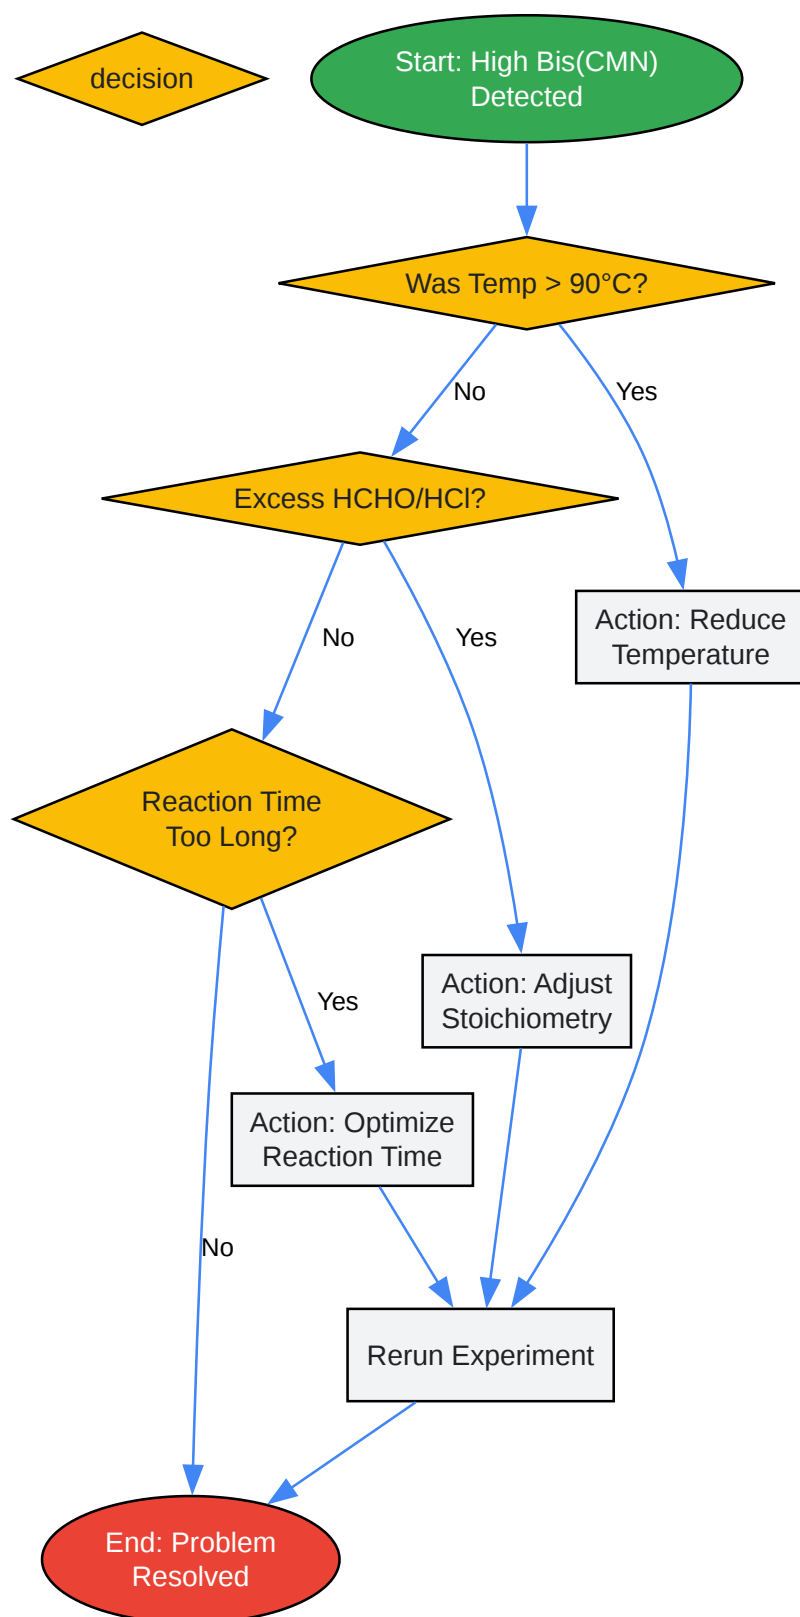 decision
Start: High Bis(CMN)
Detected
Was Temp > 90°C?
No
Yes
Excess HCHO/HCl?
No
Yes
Action: Reduce
Temperature
Reaction Time
Too Long?
Action: Adjust
Stoichiometry
Yes
Action: Optimize
Reaction Time
No
Rerun Experiment
End: Problem
Resolved